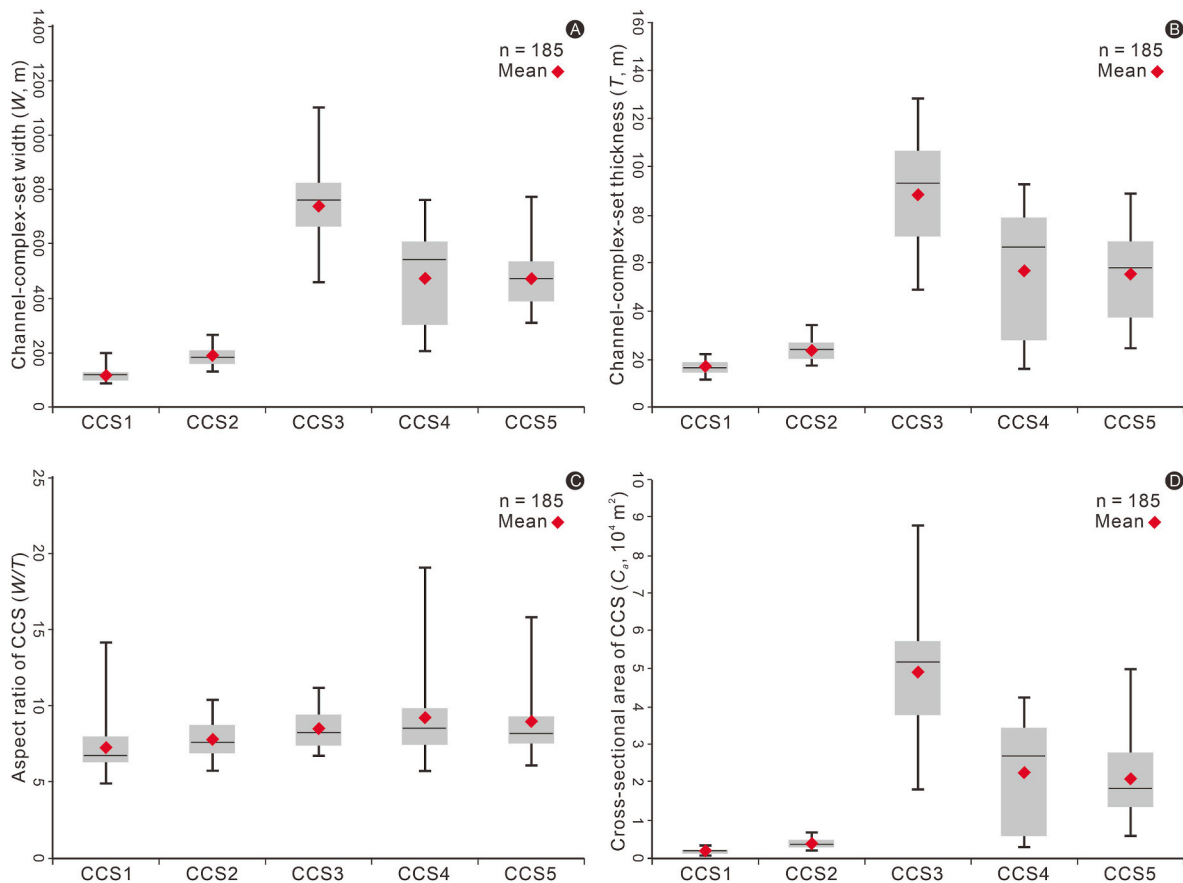 A
n = 185
Mean
Channel-complex-set width (W, m)
1400
1200
1000
800
600
400
200
0
CCS1 CCS2 CCS3 CCS4 CCS5
B
n = 185
Mean
Channel-complex-set thickness (T, m)
160
140
120
100
80
60
40
20
0
CCS1 CCS2 CCS3 CCS4 CCS5
C
n = 185
Mean
Aspect ratio of CCS (W/T)
25
20
15
10
5
0
CCS1 CCS2 CCS3 CCS4 CCS5
D
n = 185
Mean
Cross-sectional area of CCS (Cₐ, 10⁴ m²)
10
9
8
7
6
5
4
3
2
1
0
CCS1 CCS2 CCS3 CCS4 CCS5